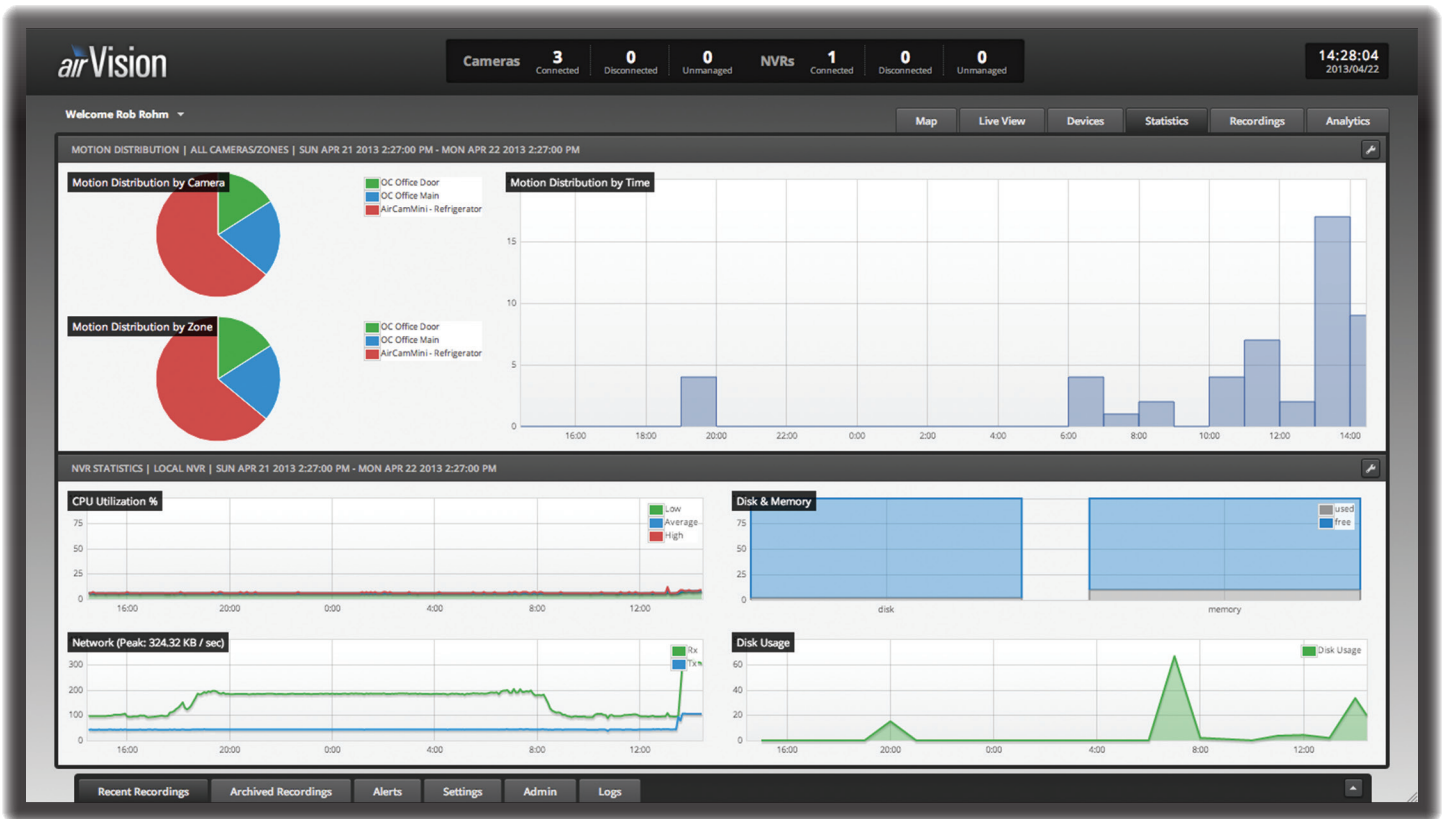 airVision
Cameras 3 Connected 0 Disconnected 0 Unmanaged NVRs 1 Connected 0 Disconnected 0 Unmanaged
14:28:04
2013/04/22
Welcome Rob Rohm
Map Live View Devices Statistics Recordings Analytics
MOTION DISTRIBUTION | ALL CAMERAS/ZONES | SUN APR 21 2013 2:27:00 PM - MON APR 22 2013 2:27:00 PM
Motion Distribution by Camera
OC Office Door
OC Office Main
AirCamMini - Refrigerator
Motion Distribution by Zone
OC Office Door
OC Office Main
AirCamMini - Refrigerator
Motion Distribution by Time
15
10
5
0
16:00 18:00 20:00 22:00 0:00 2:00 4:00 6:00 8:00 10:00 12:00 14:00
NVR STATISTICS | LOCAL NVR | SUN APR 21 2013 2:27:00 PM - MON APR 22 2013 2:27:00 PM
CPU Utilization %
Low
Average
High
75
50
25
0
16:00 20:00 0:00 4:00 8:00 12:00
Disk & Memory
used
free
75
50
25
0
disk memory
Network (Peak: 324.32 KB / sec)
Rx
Tx
300
200
100
0
16:00 20:00 0:00 4:00 8:00 12:00
Disk Usage
Disk Usage
60
40
20
0
16:00 20:00 0:00 4:00 8:00 12:00
Recent Recordings Archived Recordings Alerts Settings Admin Logs